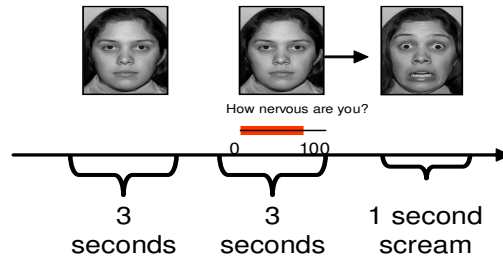 How nervous are you?
0 100
3 3 1 second
seconds seconds scream